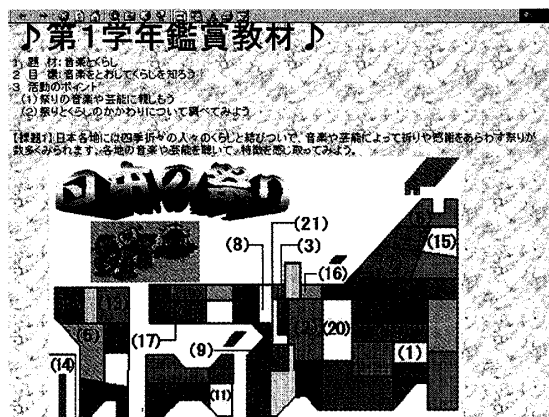 ♪第1学年鑑賞教材♪
1 題 材:音楽とくらし
2 目 標:音楽をとおしてくらしを知ろう
3 活動のポイント
(1)祭りの音楽や芸能に親しもう
(2)祭りとくらしのかかわりについて調べてみよう
【課題1】日本各地には四季折々の人々のくらしと結びついて、音楽や芸能によって祈りや感謝をあらわす祭りが
数多くみられます。各地の音楽や芸能を聴いて、特徴を感じ取ってみよう。
日本の祭り
(21)
(8) (3) (15)
(16)
(13)
(17) (20)
(9) (1)
(14)
(11)